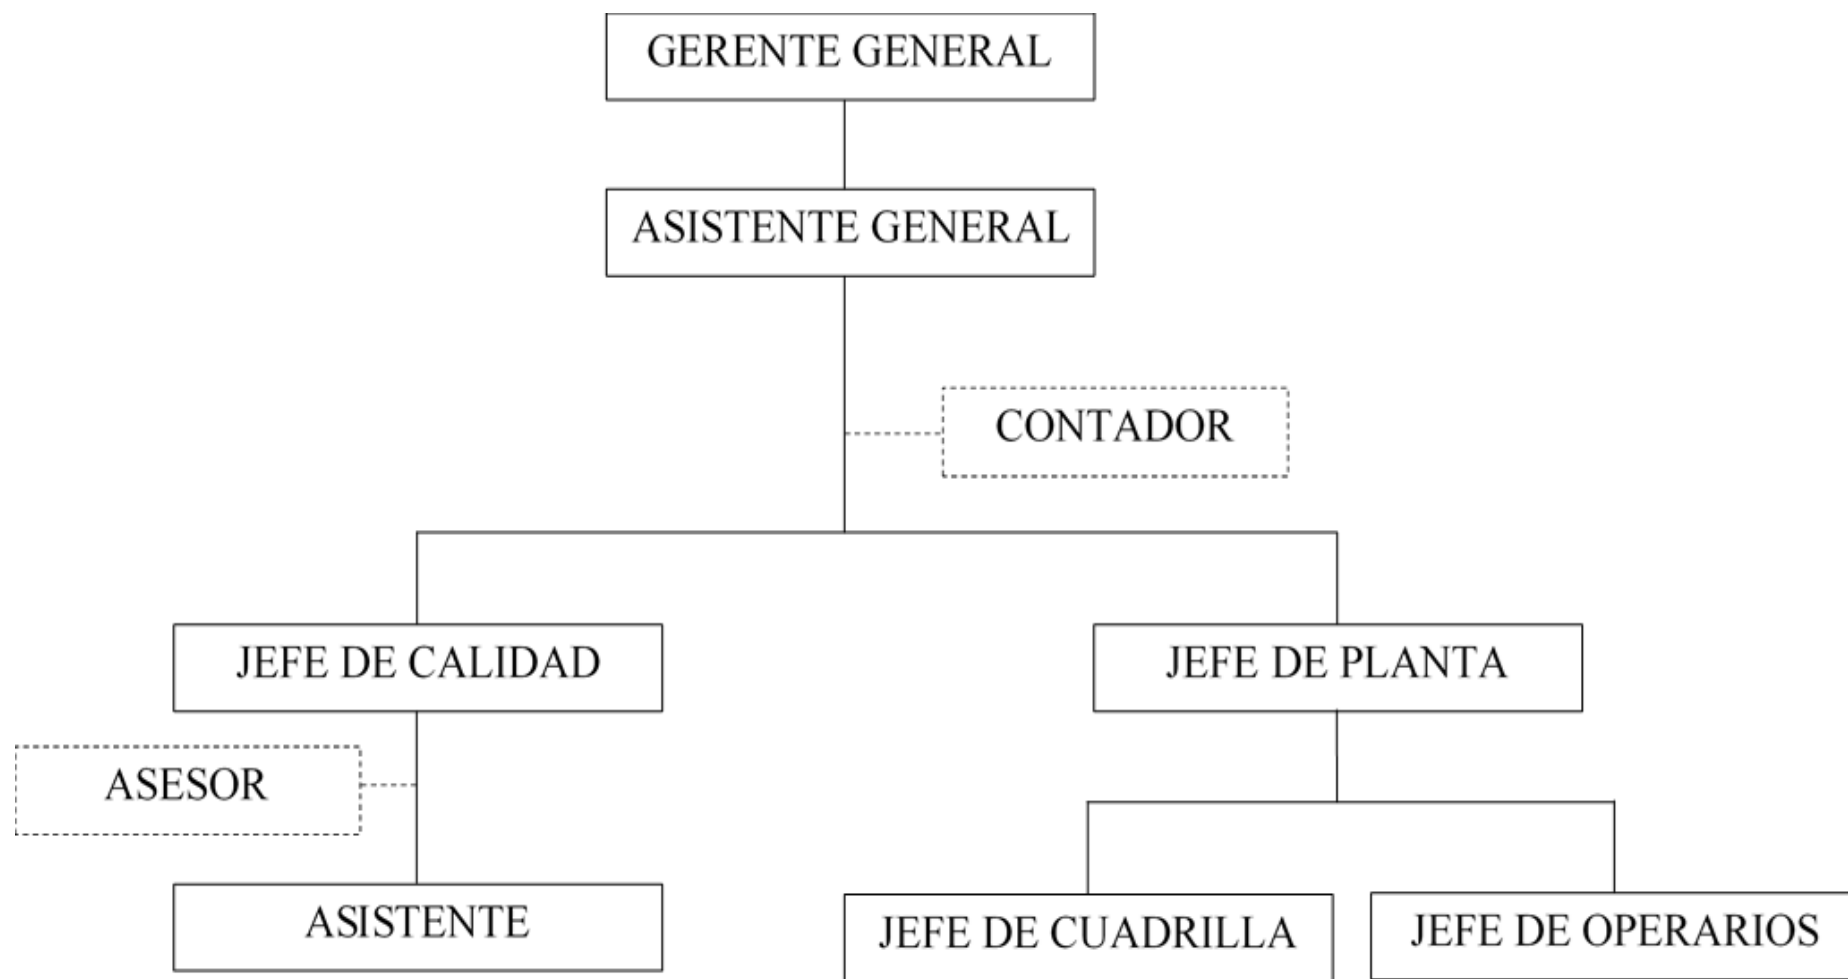 GERENTE GENERAL
ASISTENTE GENERAL
CONTADOR
JEFE DE CALIDAD
JEFE DE PLANTA
ASESOR
ASISTENTE
JEFE DE CUADRILLA
JEFE DE OPERARIOS